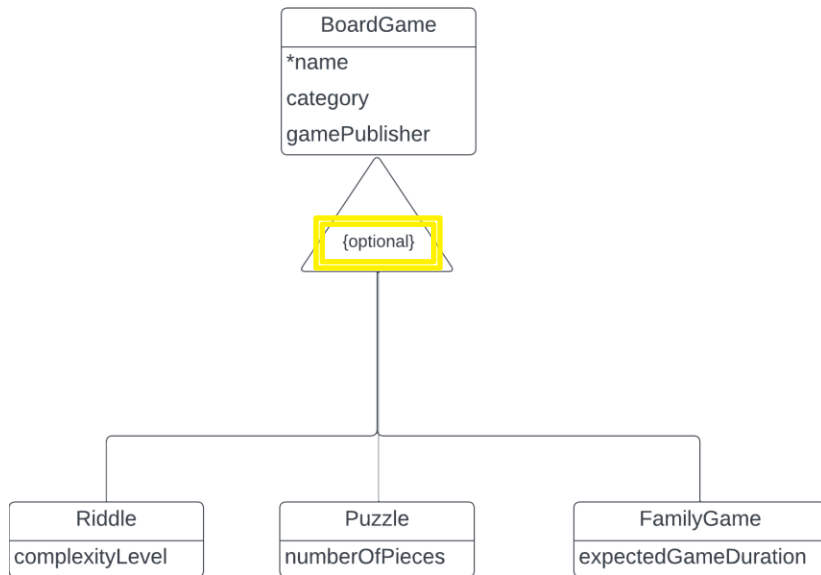 BoardGame
*name
category
gamePublisher
{optional}
Riddle
complexityLevel
Puzzle
numberOfPieces
FamilyGame
expectedGameDuration